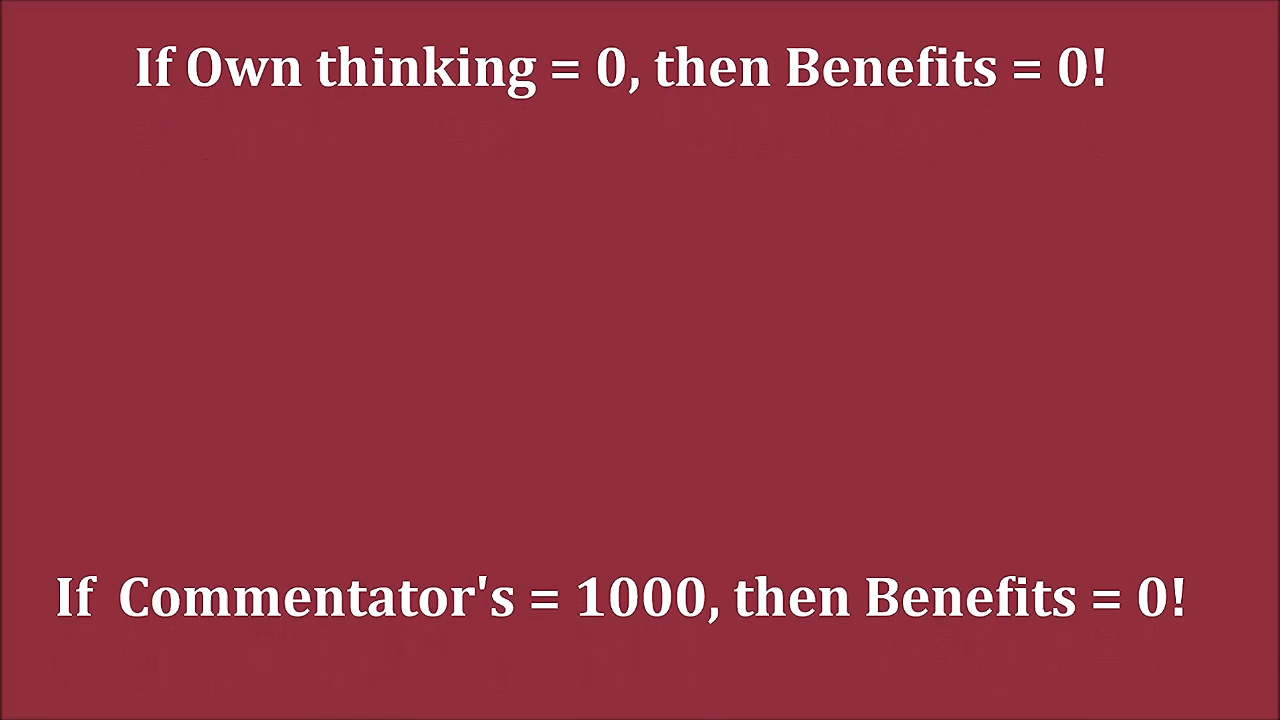 If Own thinking = 0, then Benefits = 0!
If  Commentator's = 1000, then Benefits = 0!